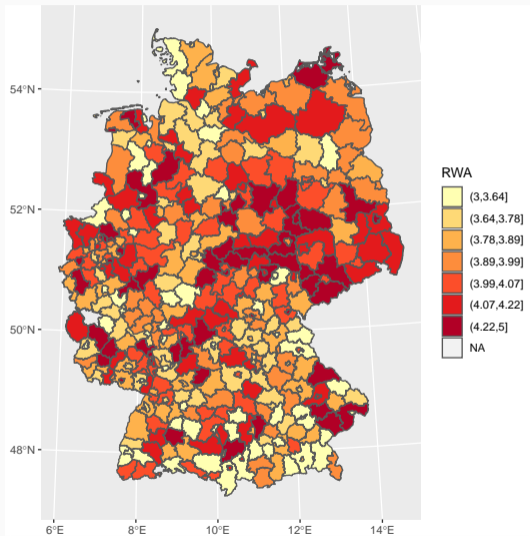 54°N
52°N
50°N
48°N
6°E 8°E 10°E 12°E 14°E
RWA
(3,3.64]
(3.64,3.78]
(3.78,3.89]
(3.89,3.99]
(3.99,4.07]
(4.07,4.22]
(4.22,5]
NA